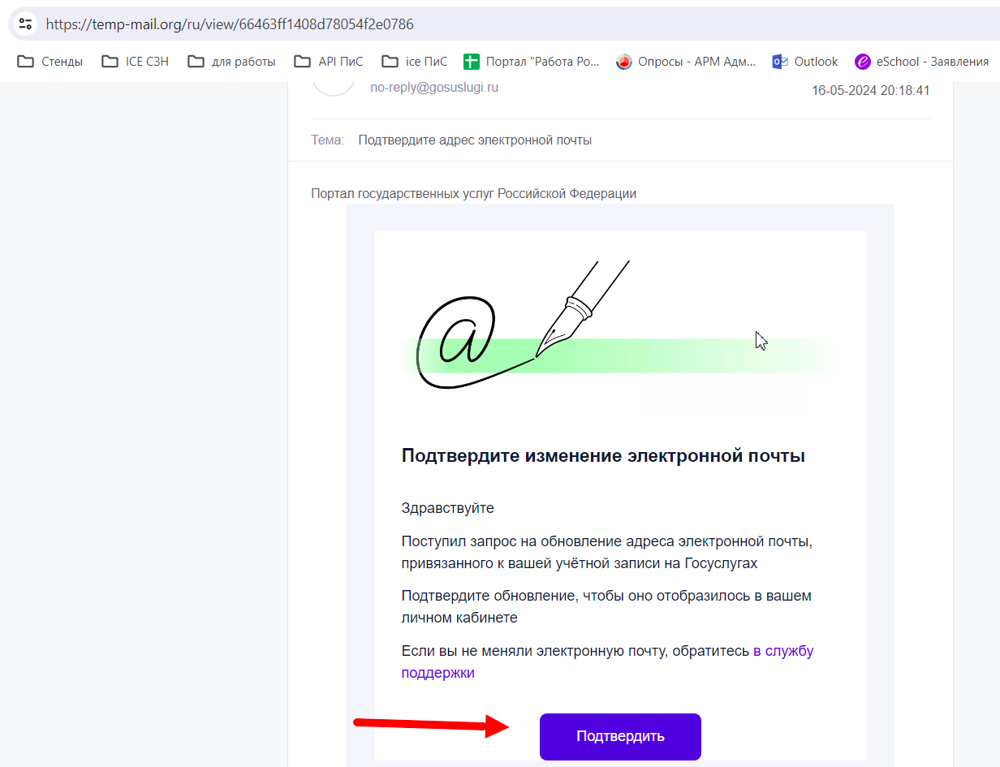 https://temp-mail.org/ru/view/66463ff1408d78054f2e0786
Стенды ICE СЗН для работы API ПиС ice ПиС Портал "Работа Ро... Опросы - АРМ Адм... Outlook eSchool - Заявления
no-reply@gosuslugi.ru 16-05-2024 20:18:41
Тема: Подтвердите адрес электронной почты
Портал государственных услуг Российской Федерации
Подтвердите изменение электронной почты
Здравствуйте
Поступил запрос на обновление адреса электронной почты,
привязанного к вашей учётной записи на Госуслугах
Подтвердите обновление, чтобы оно отобразилось в вашем
личном кабинете
Если вы не меняли электронную почту, обратитесь в службу
поддержки
Подтвердить